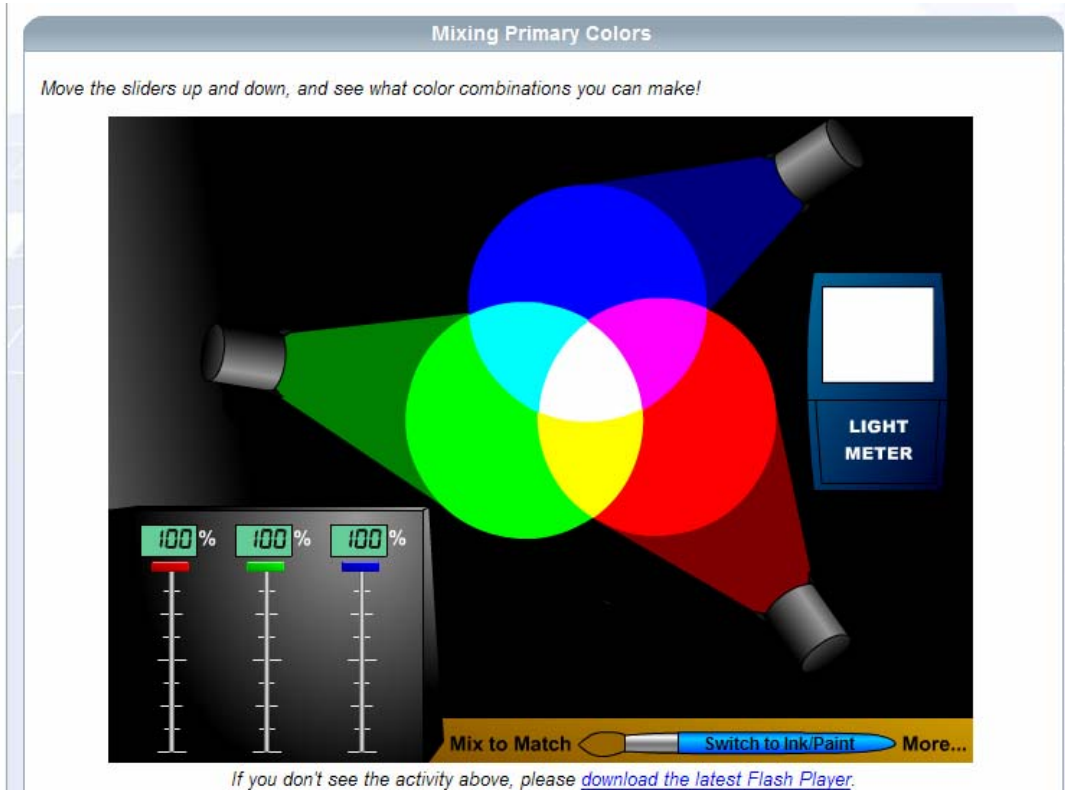 Mixing Primary Colors
Move the sliders up and down, and see what color combinations you can make!
LIGHT
METER
100 % 100 % 100 %
Mix to Match Switch to Ink/Paint More...
If you don't see the activity above, please download the latest Flash Player.